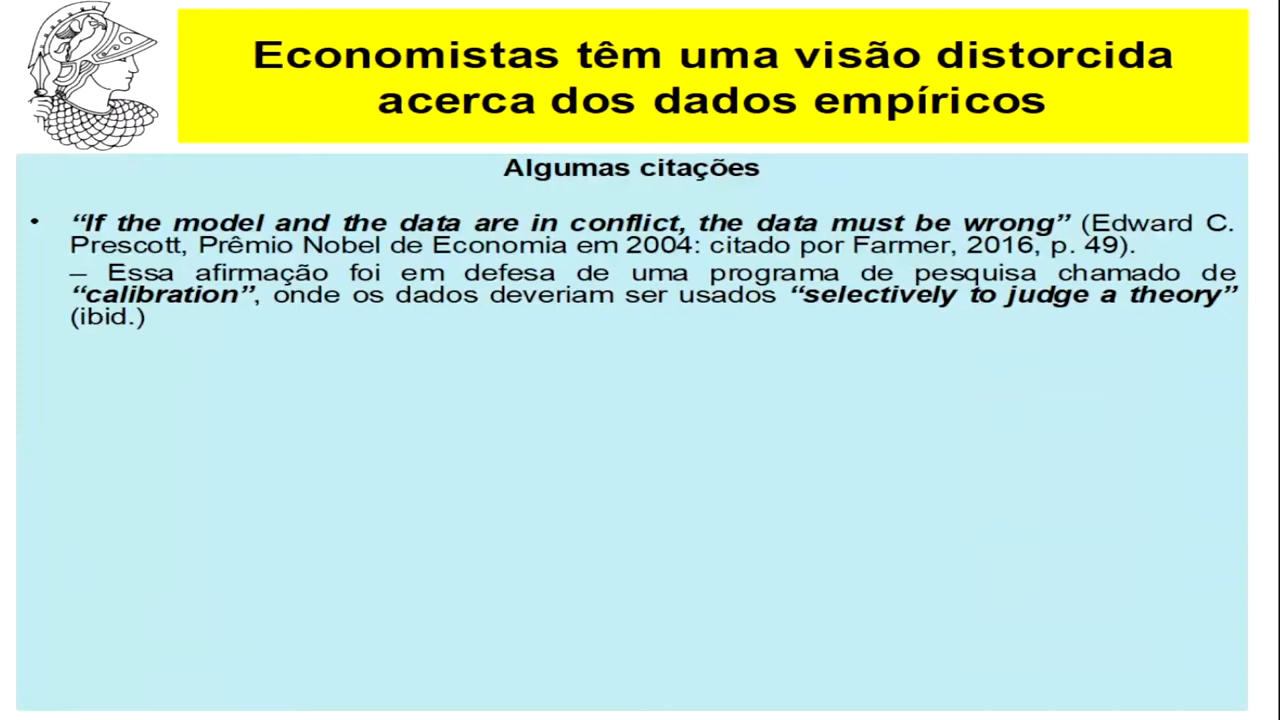 Economistas têm uma visão distorcida
acerca dos dados empíricos
Algumas citações
• “If the model and the data are in conflict, the data must be wrong” (Edward C.
Prescott, Prêmio Nobel de Economia em 2004: citado por Farmer, 2016, p. 49).
– Essa afirmação foi em defesa de uma programa de pesquisa chamado de
“calibration”, onde os dados deveriam ser usados “selectively to judge a theory”
(ibid.)